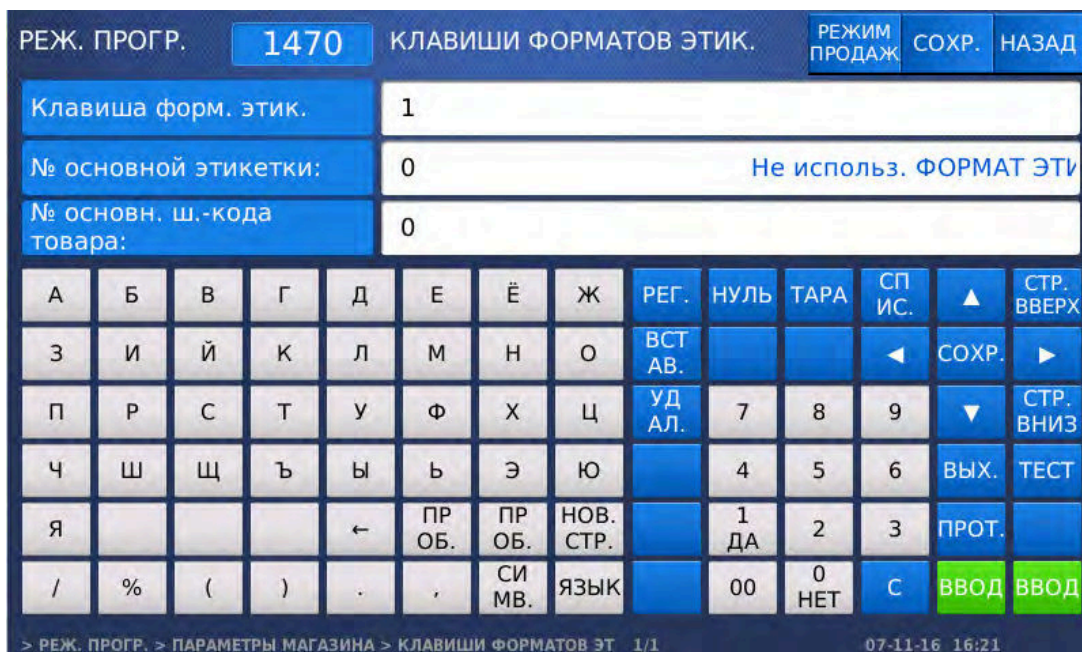 РЕЖ. ПРОГР. 1470 КЛАВИШИ ФОРМАТОВ ЭТИК. РЕЖИМ ПРОДАЖ СОХР. НАЗАД
Клавиша форм. этик. 1
№ основной этикетки: 0 Не использ. ФОРМАТ ЭТИ
№ основн. ш.-кода
товара: 0
А Б В Г Д Е Ё Ж РЕГ. НУЛЬ ТАРА СП ИС. ▲ СТР. ВВЕРХ
З И Й К Л М Н О ВСТ АВ. ◀ СОХР. ▶
П Р С Т У Ф Х Ц УД АЛ. 7 8 9 ▼ СТР. ВНИЗ
Ч Ш Щ Ъ Ы Ь Э Ю 4 5 6 ВЫХ. ТЕСТ
Я ← ПР ОБ. ПР ОБ. НОВ. СТР. 1 ДА 2 3 ПРОТ.
/ % ( ) . , СИ МВ. ЯЗЫК 00 0 НЕТ С ВВОД ВВОД
> РЕЖ. ПРОГР. > ПАРАМЕТРЫ МАГАЗИНА > КЛАВИШИ ФОРМАТОВ ЭТ 1/1 07-11-16 16:21